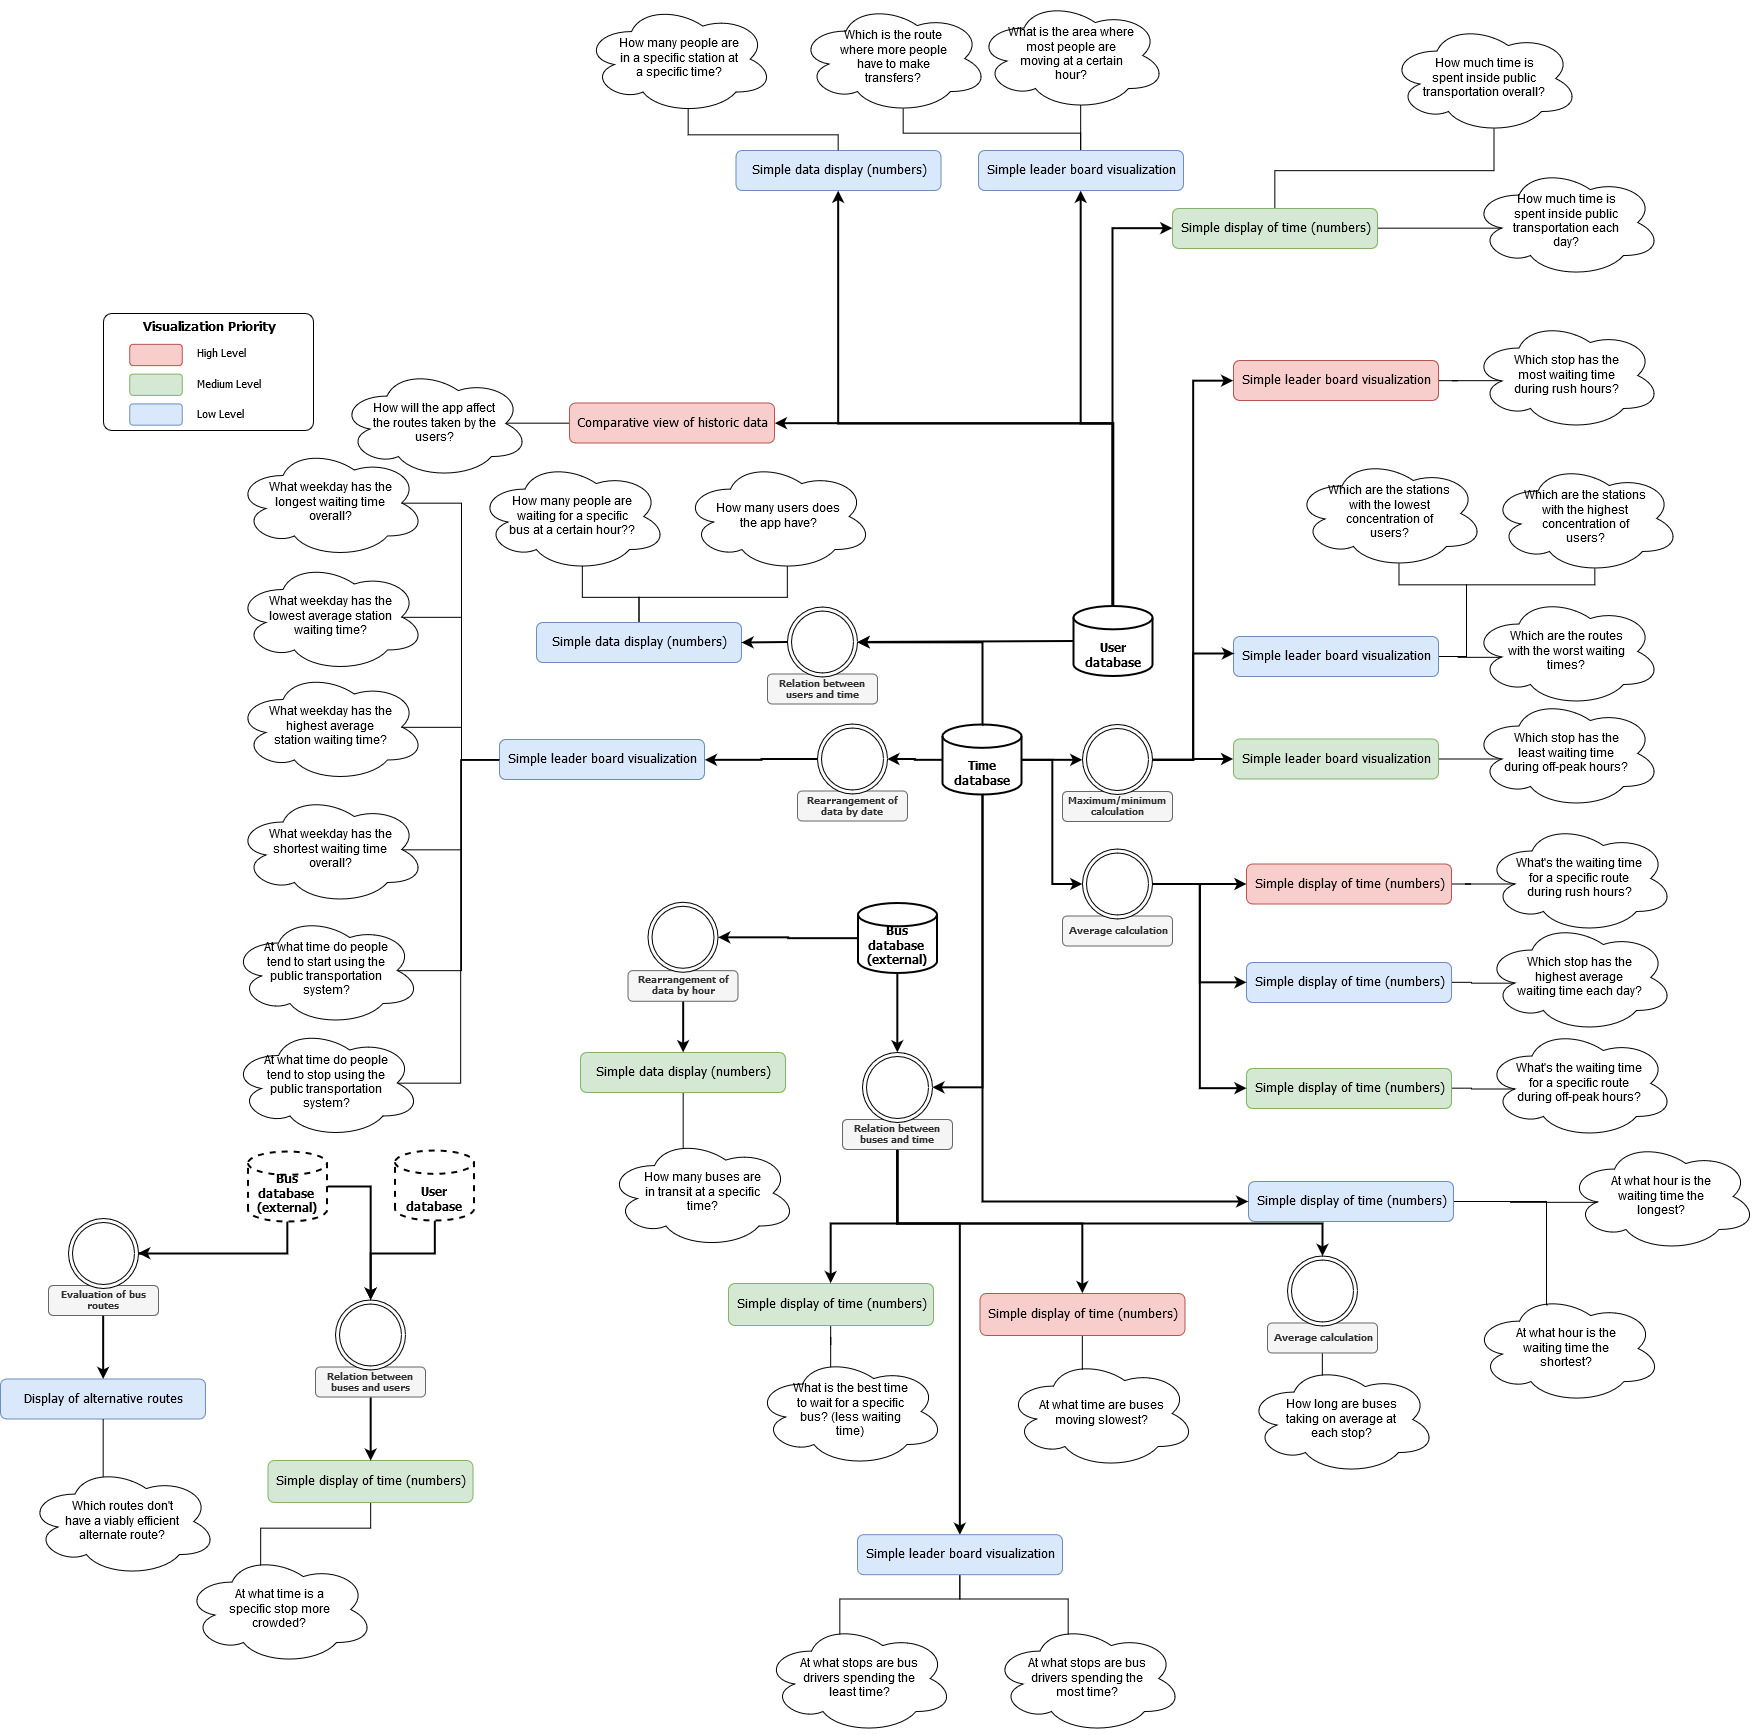 How many people are
in a specific station at
a specific time?
Which is the route
where more people
have to make
transfers?
What is the area where
most people are
moving at a certain
hour?
How much time is
spent inside public
transportation overall?
Simple data display (numbers)
Simple leader board visualization
How much time is
spent inside public
transportation each
day?
Simple display of time (numbers)
Visualization Priority
High Level
Medium Level
Low Level
Simple leader board visualization
Which stop has the
most waiting time
during rush hours?
How will the app affect
the routes taken by the
users?
Comparative view of historic data
What weekday has the
longest waiting time
overall?
How many people are
waiting for a specific
bus at a certain hour??
How many users does
the app have?
Which are the stations
with the lowest
concentration of
users?
Which are the stations
with the highest
concentration of
users?
What weekday has the
lowest average station
waiting time?
Simple data display (numbers)
Relation between
users and time
User
database
Simple leader board visualization
Which are the routes
with the worst waiting
times?
What weekday has the
highest average
station waiting time?
Simple leader board visualization
Rearrangement of
data by date
Time
database
Maximum/minimum
calculation
Simple leader board visualization
Which stop has the
least waiting time
during off-peak hours?
What weekday has the
shortest waiting time
overall?
Average calculation
Simple display of time (numbers)
What's the waiting time
for a specific route
during rush hours?
At what time do people
tend to start using the
public transportation
system?
Rearrangement of
data by hour
Bus
database
(external)
Simple display of time (numbers)
Which stop has the
highest average
waiting time each day?
At what time do people
tend to stop using the
public transportation
system?
Simple data display (numbers)
Relation between
buses and time
Simple display of time (numbers)
What's the waiting time
for a specific route
during off-peak hours?
Bus
database
(external)
User
database
How many buses are
in transit at a specific
time?
Simple display of time (numbers)
At what hour is the
waiting time the
longest?
Evaluation of bus
routes
Relation between
buses and users
Simple display of time (numbers)
Simple display of time (numbers)
Average calculation
At what hour is the
waiting time the
shortest?
Display of alternative routes
What is the best time
to wait for a specific
bus? (less waiting
time)
At what time are buses
moving slowest?
How long are buses
taking on average at
each stop?
Simple display of time (numbers)
Which routes don't
have a viably efficient
alternate route?
Simple leader board visualization
At what time is a
specific stop more
crowded?
At what stops are bus
drivers spending the
least time?
At what stops are bus
drivers spending the
most time?